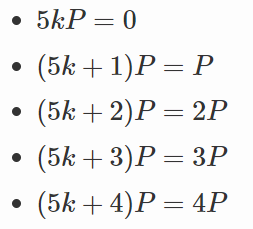 • 5kP = 0
• (5k + 1)P = P
• (5k + 2)P = 2P
• (5k + 3)P = 3P
• (5k + 4)P = 4P